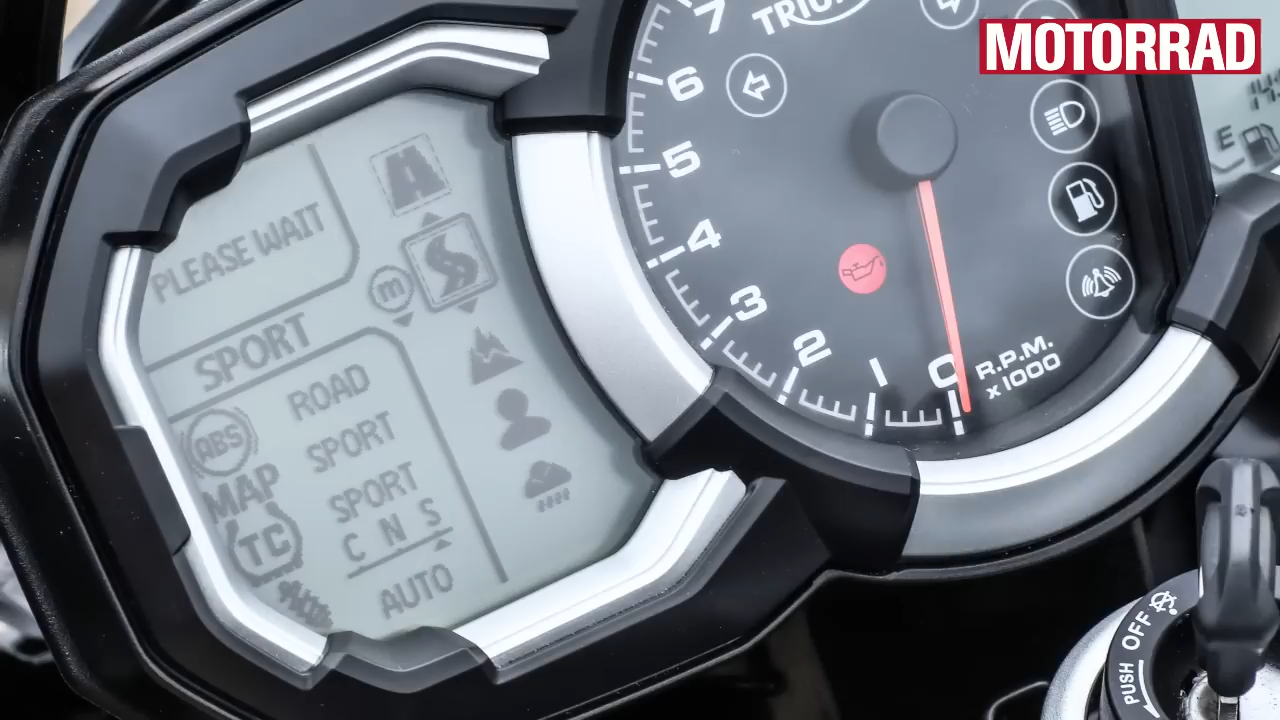 PLEASE WAIT
SPORT
ABS
ROAD
MAP
SPORT
TC
SPORT
C N S
AUTO
m
7
6
5
4
3
2
1
0
R.P.M.
x1000
MOTORRAD
E
PUSH OFF